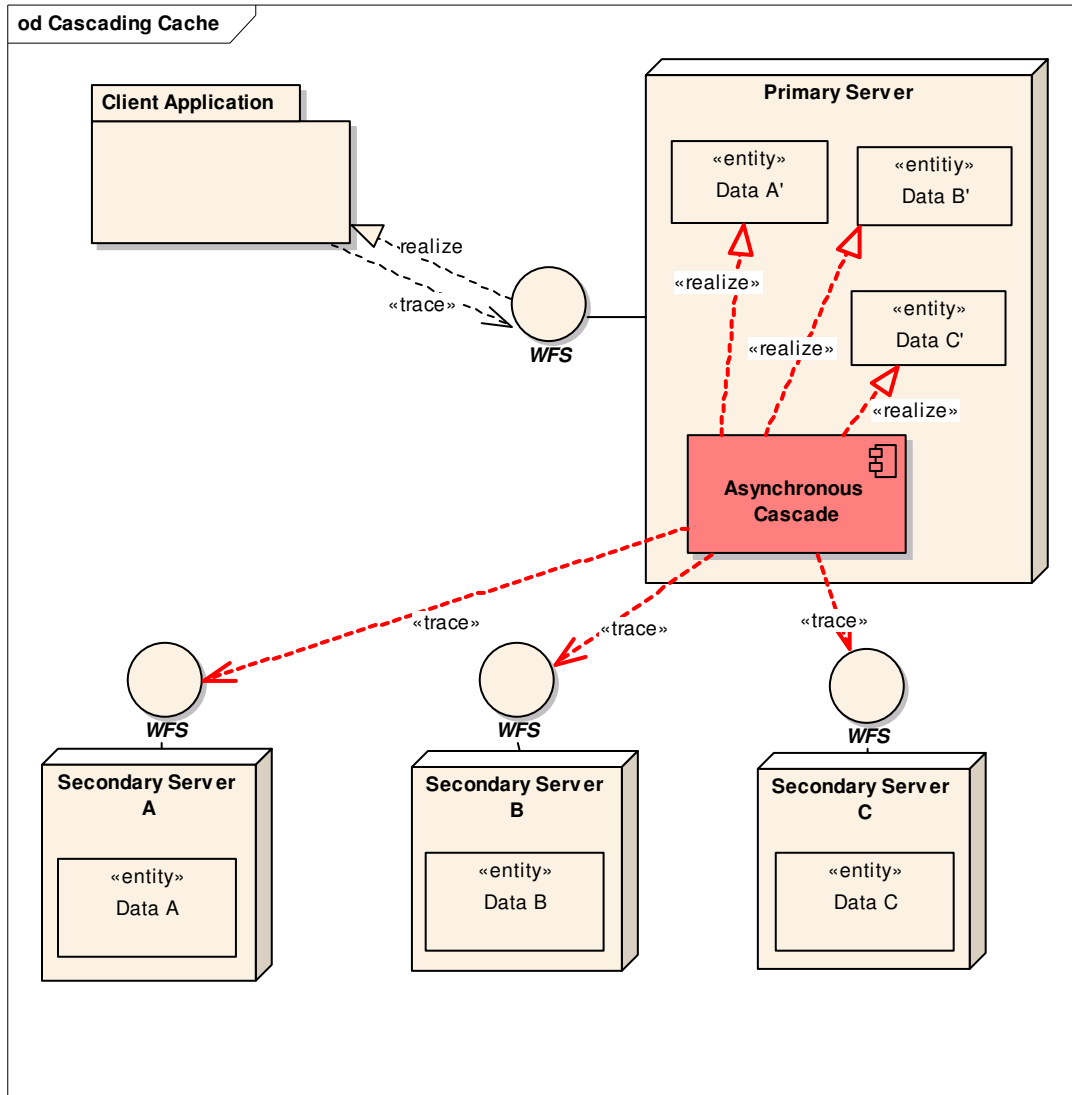 od Cascading Cache
Client Application
Primary Server
«entity»
Data A'
«entitiy»
Data B'
realize
«trace»
WFS
«realize»
«entity»
Data C'
«realize»
«realize»
Asynchronous
Cascade
«trace»
«trace»
«trace»
WFS
WFS
WFS
Secondary Server
A
«entity»
Data A
Secondary Server
B
«entity»
Data B
Secondary Server
C
«entity»
Data C